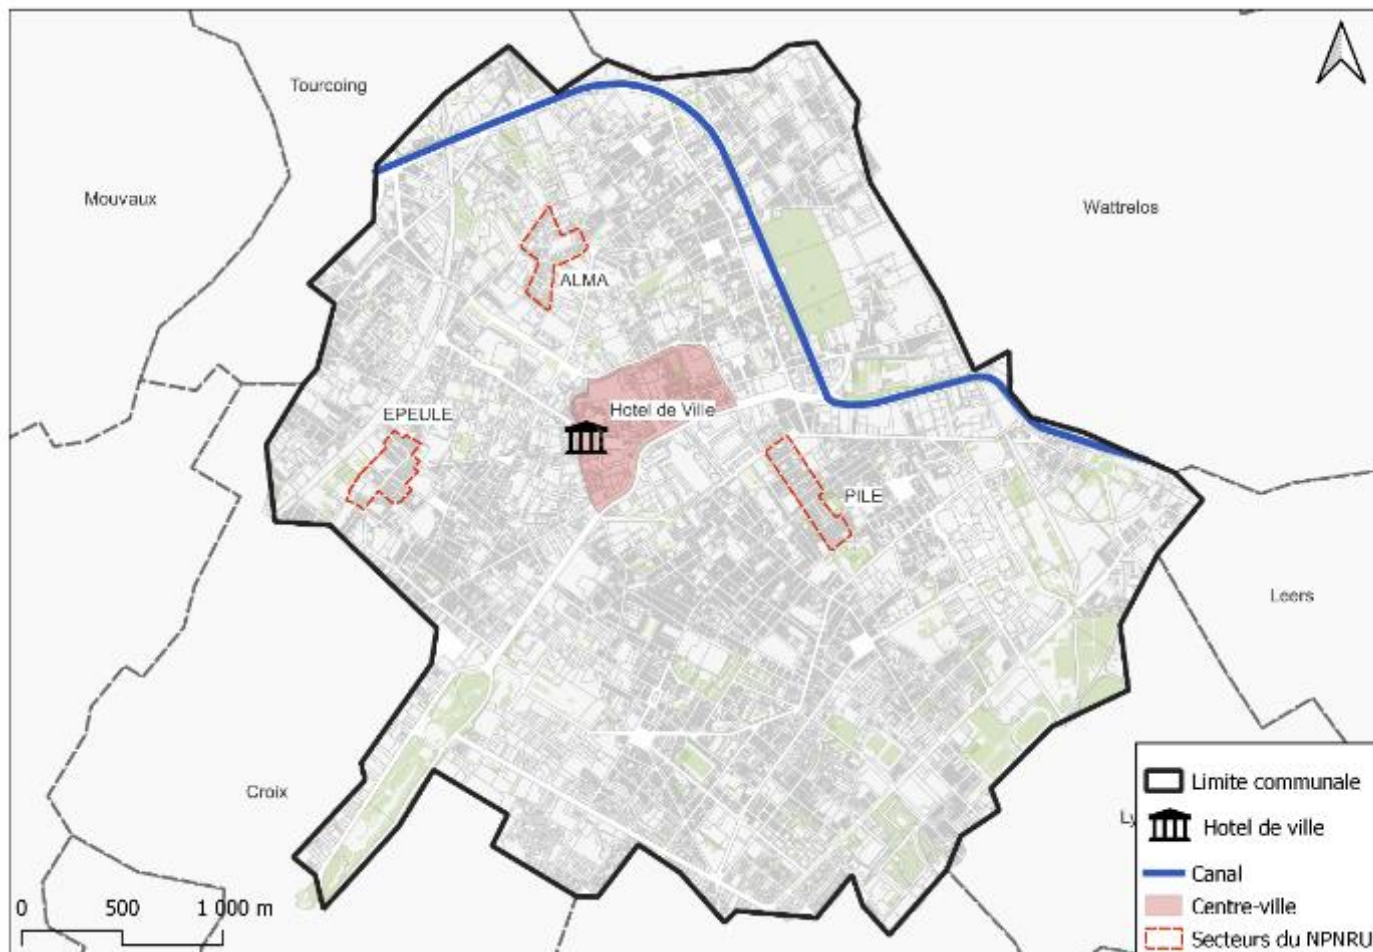 Tourcoing
Mouvaux
Wattrelos
ALMA
EPEULE
Hotel de Ville
PILE
Leers
Croix
Limite communale
Hotel de ville
Canal
Centre-ville
Secteurs du NPNRU
0 500 1 000 m